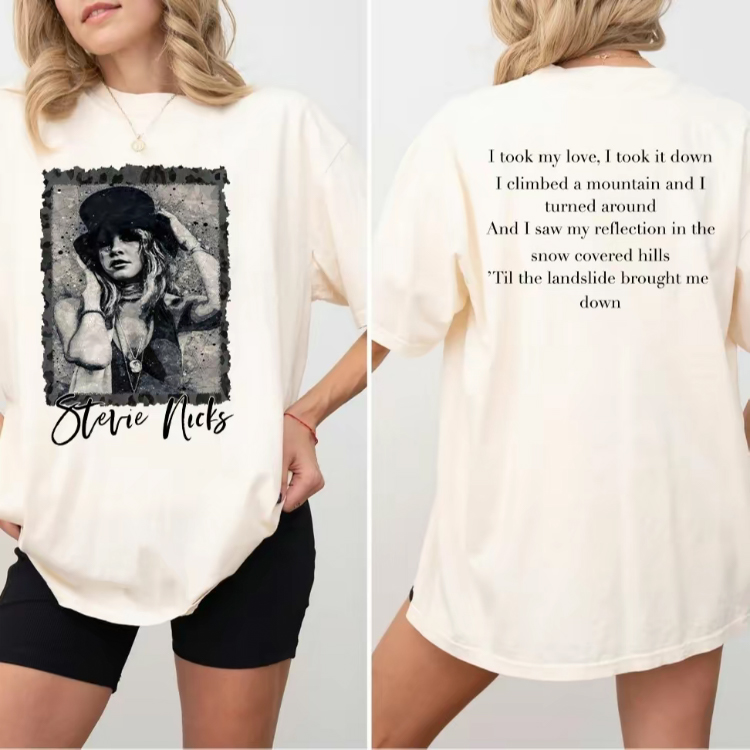 Stevie Nicks
I took my love, I took it down
I climbed a mountain and I
turned around
And I saw my reflection in the
snow covered hills
'Til the landslide brought me
down